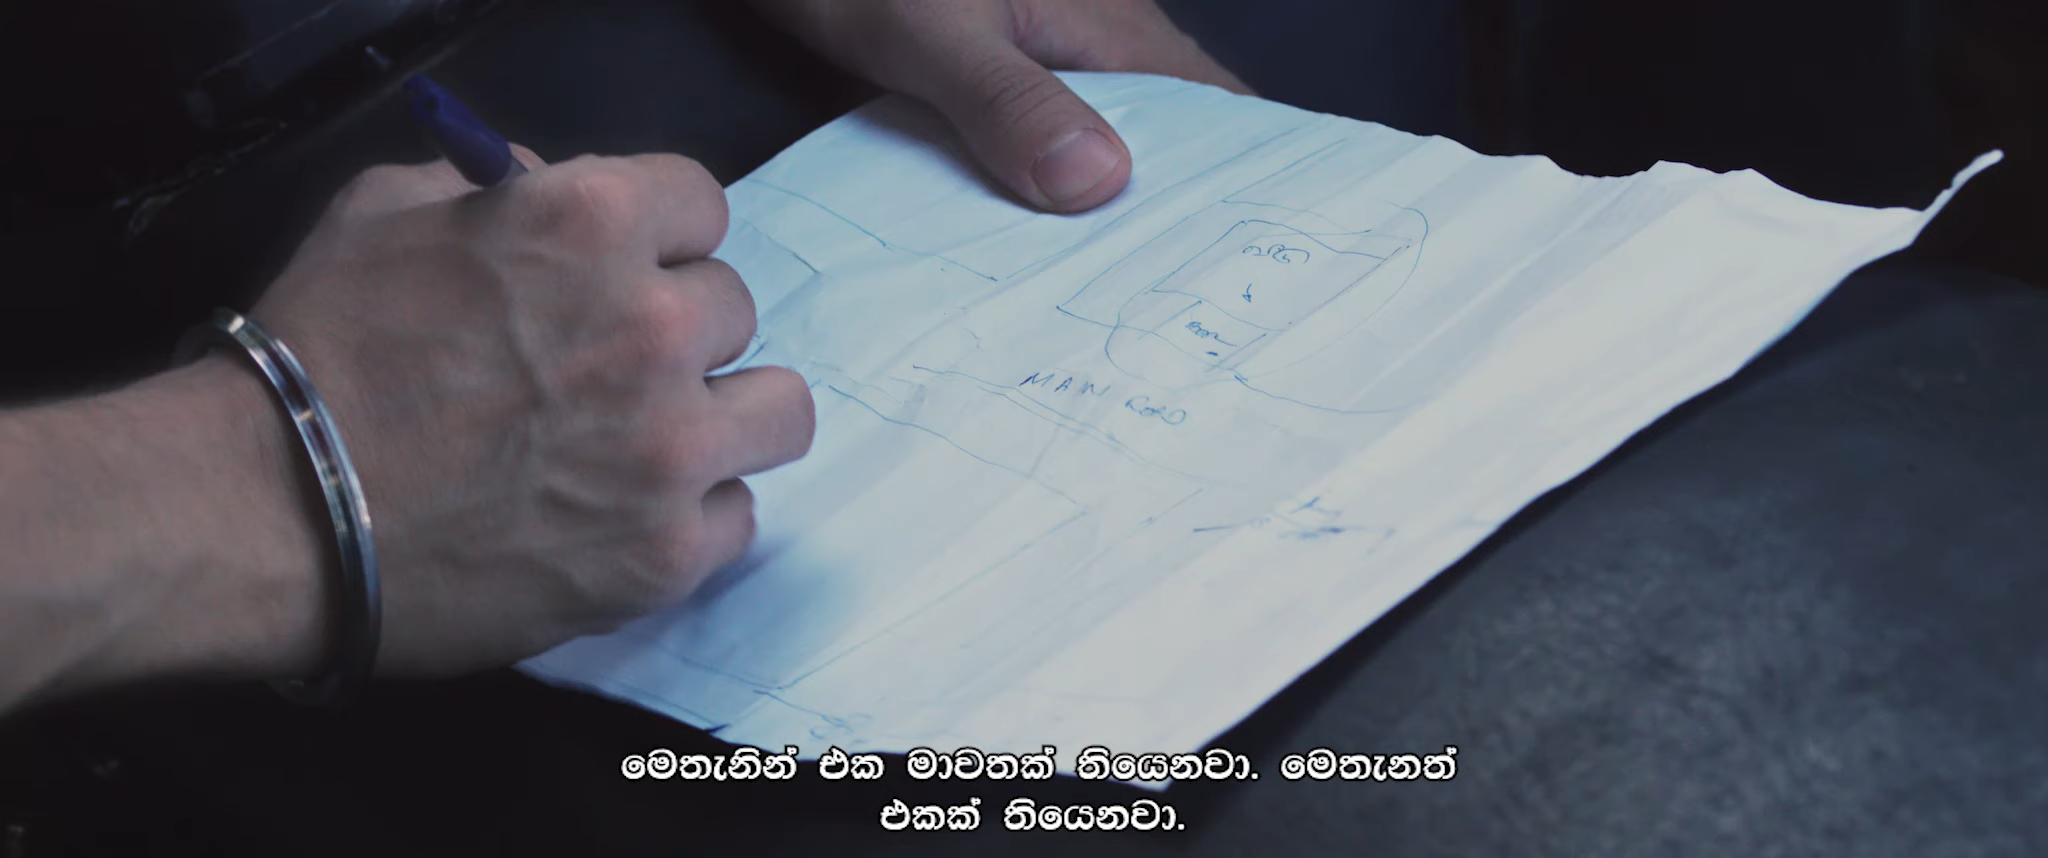 MAIN ROAD
මෙතැනින් එක මාවතක් තියෙනවා. මෙතැනත්
එකක් තියෙනවා.